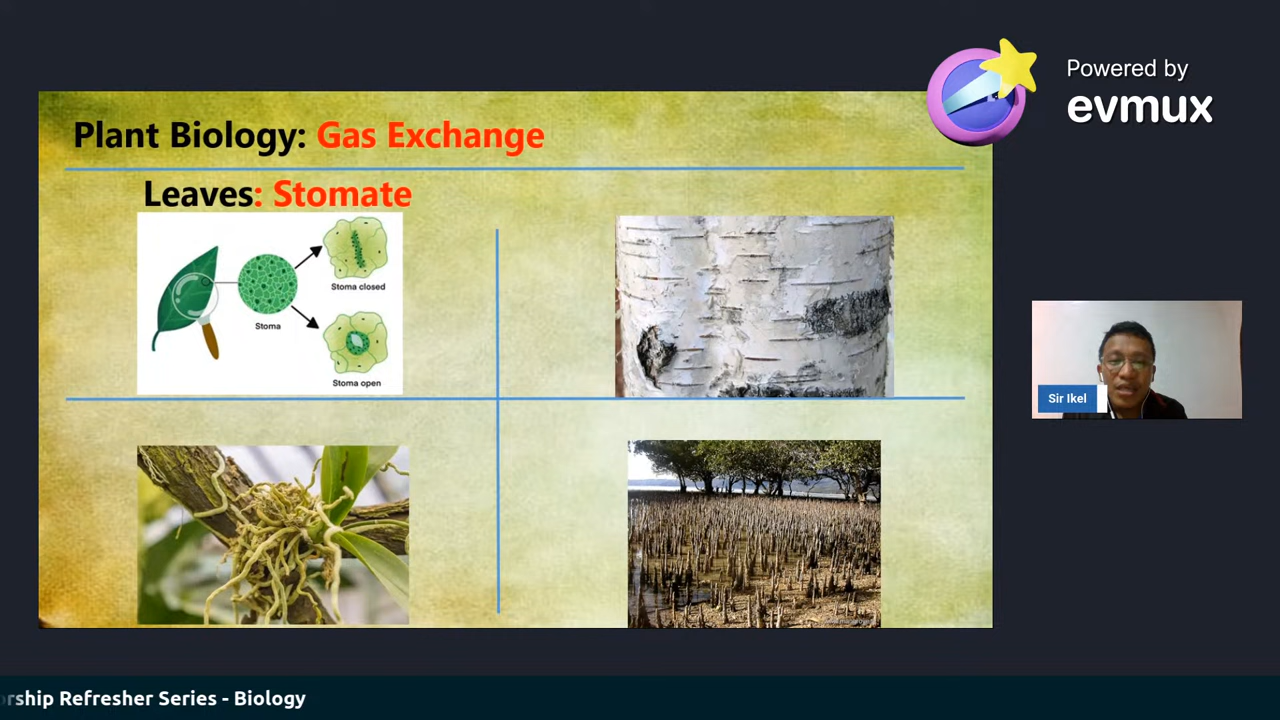 Powered by
evmux
Plant Biology: Gas Exchange
Leaves: Stomate
Stoma closed
Stoma
Stoma open
Sir Ikel
rship Refresher Series - Biology